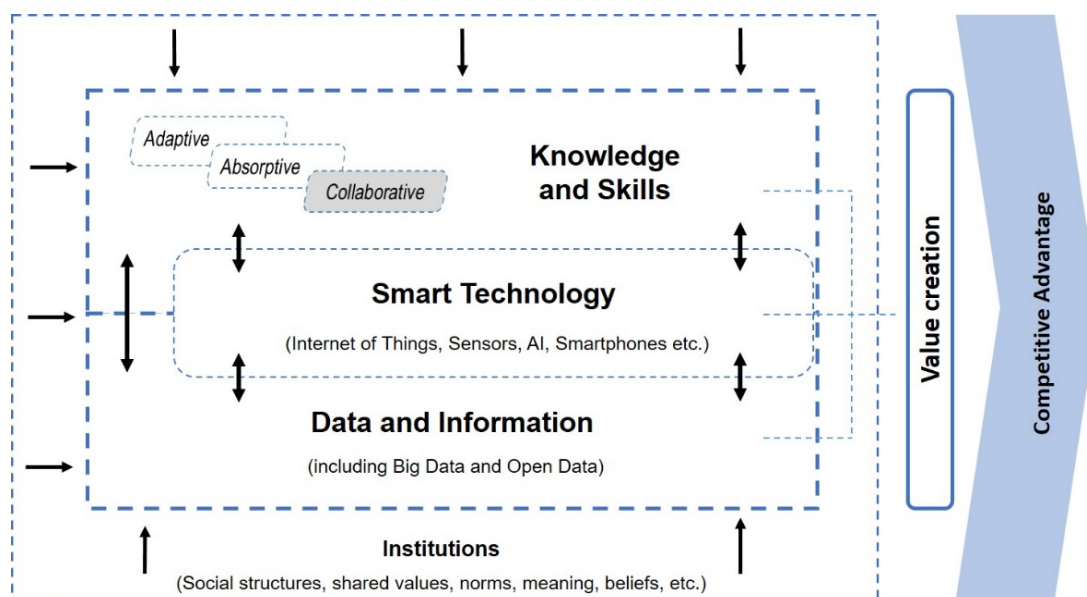 Adaptive
Absorptive
Collaborative
Knowledge
and Skills
Smart Technology
(Internet of Things, Sensors, AI, Smartphones etc.)
Data and Information
(including Big Data and Open Data)
Institutions
(Social structures, shared values, norms, meaning, beliefs, etc.)
Value creation
Competitive Advantage